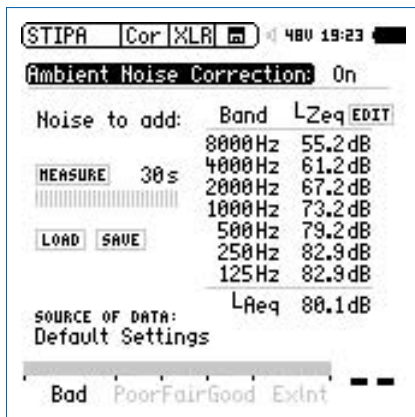 STIPA Cor XLR 48V 19:23
Ambient Noise Correction: On
Noise to add: Band LZeq EDIT
8000Hz 55.2dB
4000Hz 61.2dB
MEASURE 30s 2000Hz 67.2dB
1000Hz 73.2dB
LOAD SAVE 500Hz 79.2dB
250Hz 82.9dB
125Hz 82.9dB
LAeq 80.1dB
SOURCE OF DATA:
Default Settings
Bad Poor Fair Good Exlnt --